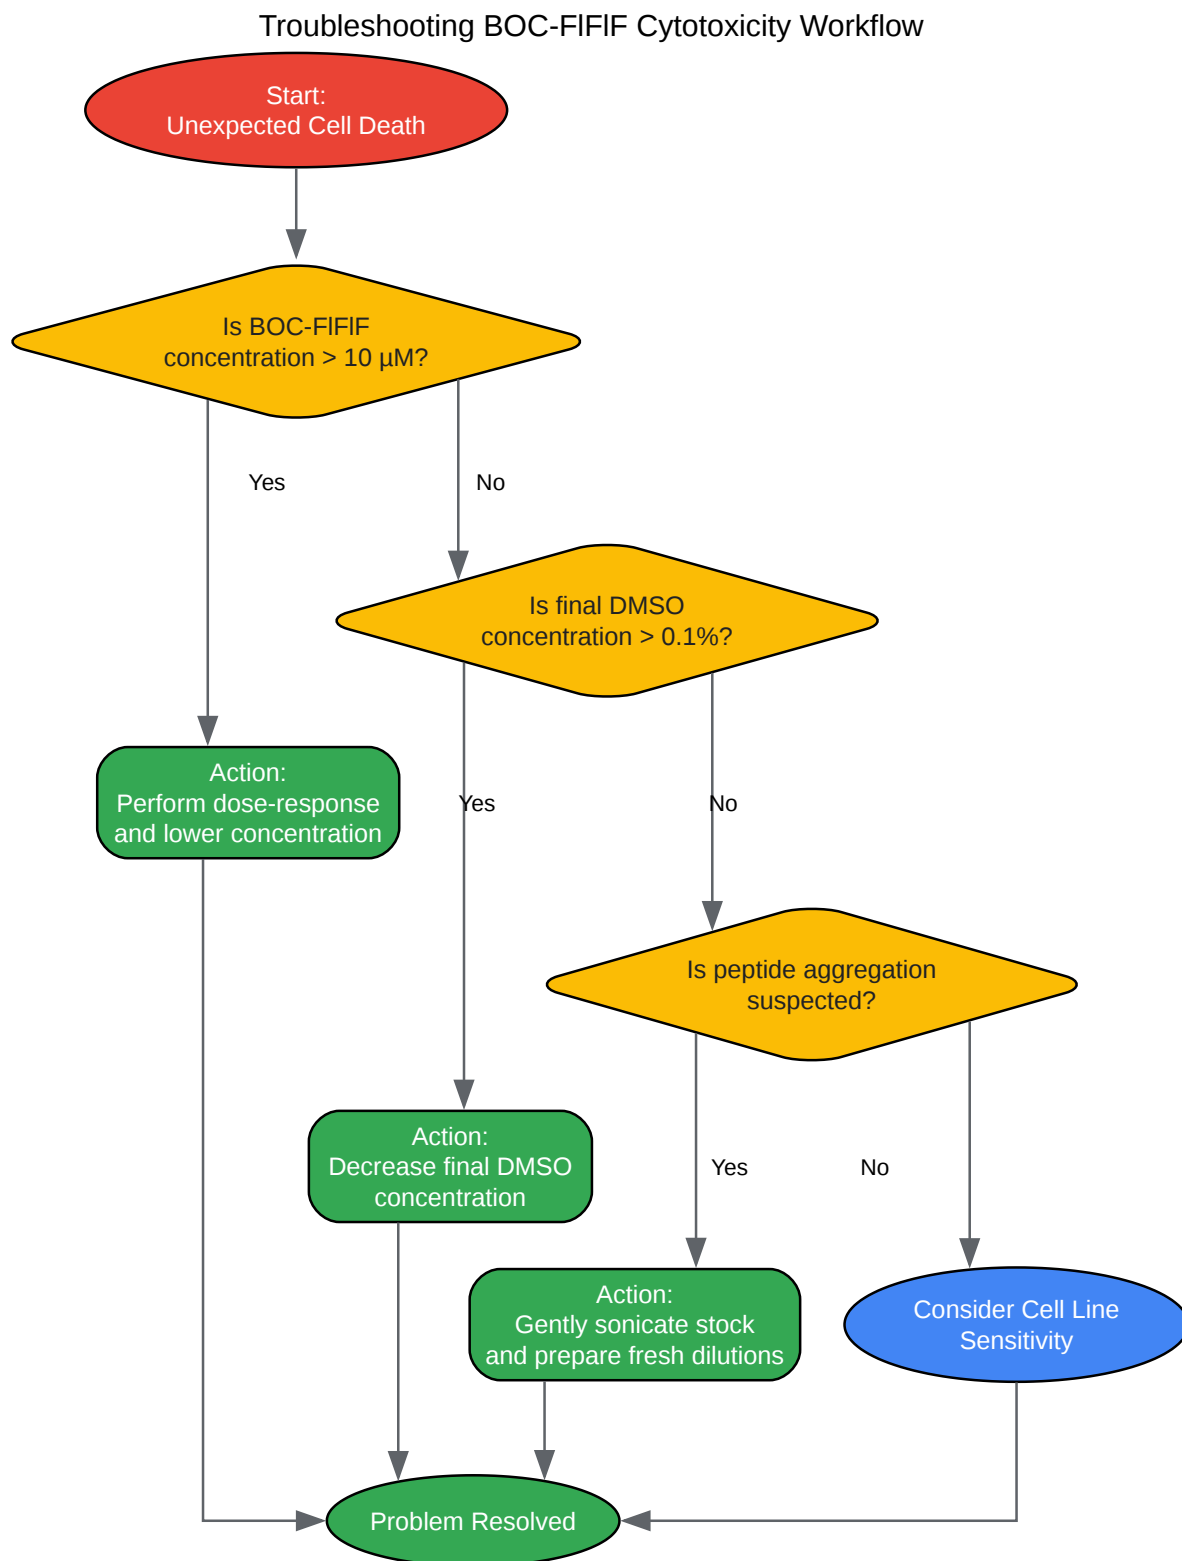 Troubleshooting BOC-FlFlF Cytotoxicity Workflow
Start:
Unexpected Cell Death
Is BOC-FlFlF
concentration > 10 µM?
Yes
No
Is final DMSO
concentration > 0.1%?
Action:
Perform dose-response
and lower concentration
Yes
No
Is peptide aggregation
suspected?
Action:
Decrease final DMSO
concentration
Yes
No
Action:
Gently sonicate stock
and prepare fresh dilutions
Consider Cell Line
Sensitivity
Problem Resolved